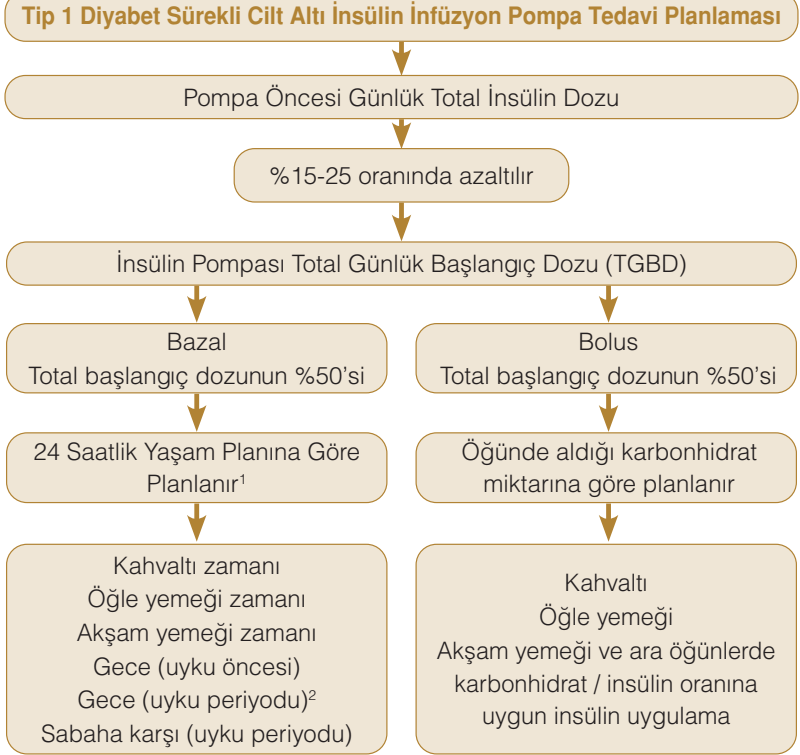 Tip 1 Diyabet Sürekli Cilt Altı İnsülin İnfüzyon Pompa Tedavi Planlaması
Pompa Öncesi Günlük Total İnsülin Dozu
%15-25 oranında azaltılır
İnsülin Pompası Total Günlük Başlangıç Dozu (TGBD)
Bazal
Total başlangıç dozunun %50'si
24 Saatlik Yaşam Planına Göre
Planlanır¹
Kahvaltı zamanı
Öğle yemeği zamanı
Akşam yemeği zamanı
Gece (uyku öncesi)
Gece (uyku periyodu)²
Sabaha karşı (uyku periyodu)
Bolus
Total başlangıç dozunun %50'si
Öğünde aldığı karbonhidrat
miktarına göre planlanır
Kahvaltı
Öğle yemeği
Akşam yemeği ve ara öğünlerde
karbonhidrat / insülin oranına
uygun insülin uygulama